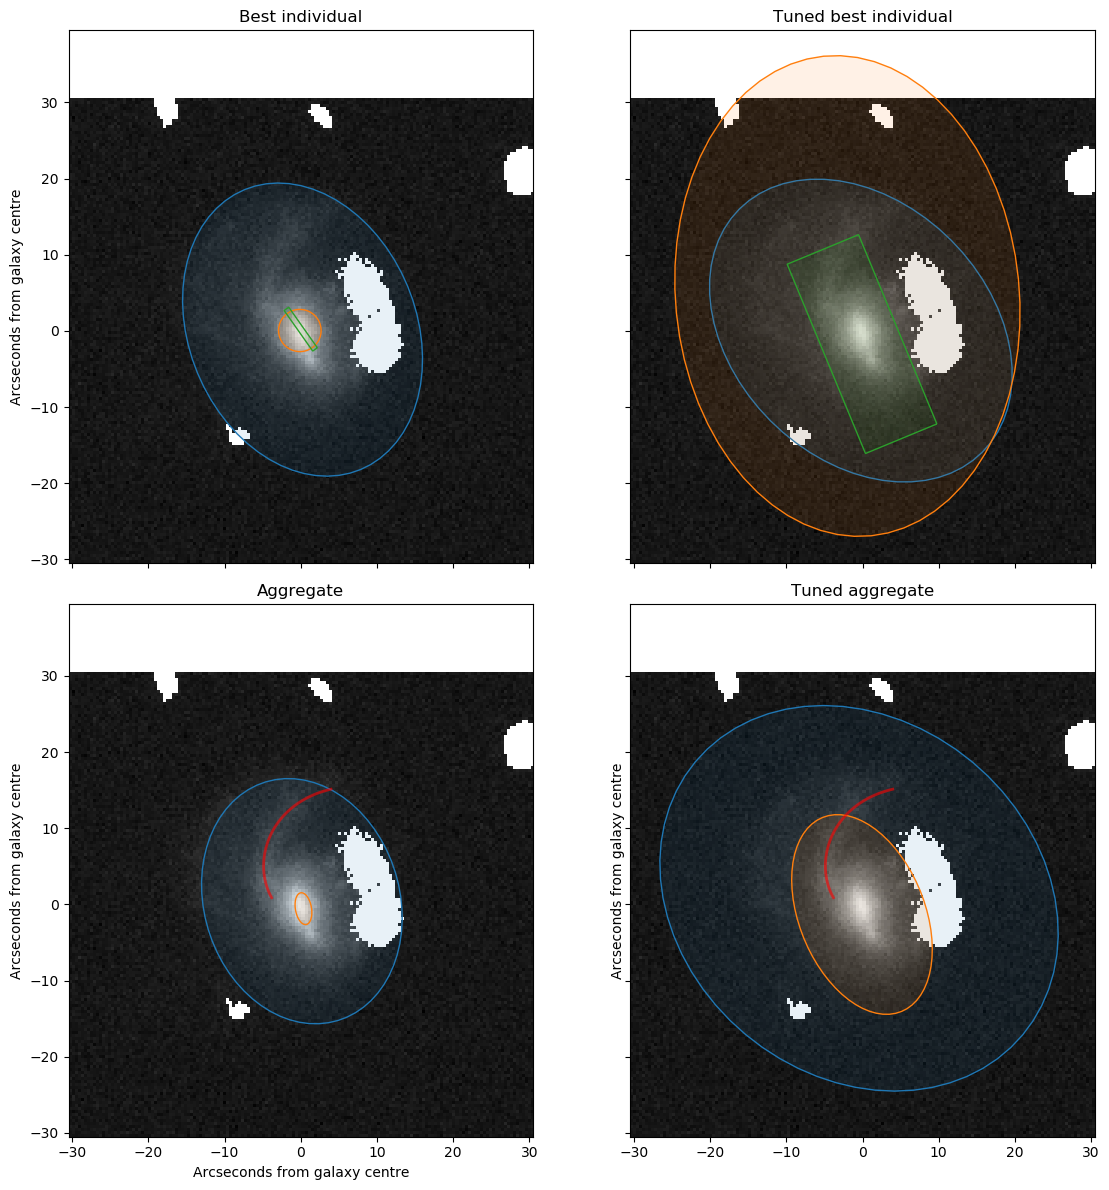 Best individual
Tuned best individual
Arcseconds from galaxy centre
30
20
10
0
−10
−20
−30
Aggregate
Tuned aggregate
Arcseconds from galaxy centre
30
20
10
0
−10
−20
−30
Arcseconds from galaxy centre
−30 −20 −10 0 10 20 30
−30 −20 −10 0 10 20 30
Arcseconds from galaxy centre